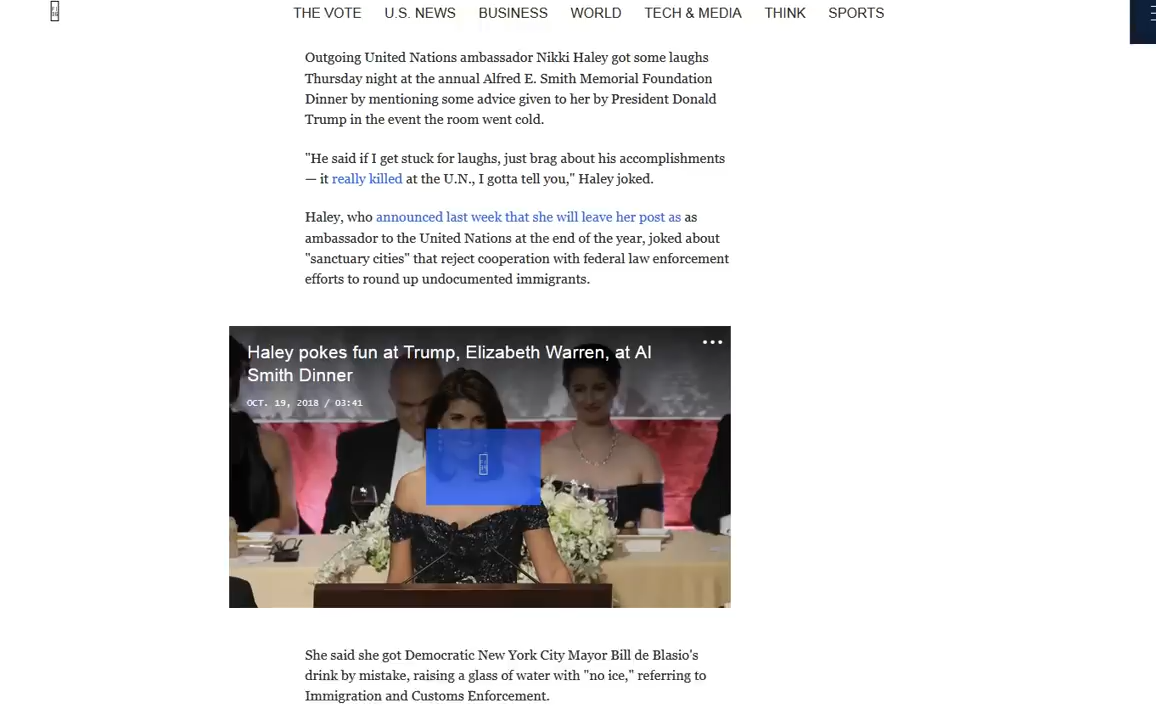 THE VOTE U.S. NEWS BUSINESS WORLD TECH & MEDIA THINK SPORTS
Outgoing United Nations ambassador Nikki Haley got some laughs
Thursday night at the annual Alfred E. Smith Memorial Foundation
Dinner by mentioning some advice given to her by President Donald
Trump in the event the room went cold.
"He said if I get stuck for laughs, just brag about his accomplishments
— it really killed at the U.N., I gotta tell you," Haley joked.
Haley, who announced last week that she will leave her post as as
ambassador to the United Nations at the end of the year, joked about
"sanctuary cities" that reject cooperation with federal law enforcement
efforts to round up undocumented immigrants.
Haley pokes fun at Trump, Elizabeth Warren, at Al
Smith Dinner
OCT. 19, 2018 / 03:41
She said she got Democratic New York City Mayor Bill de Blasio's
drink by mistake, raising a glass of water with "no ice," referring to
Immigration and Customs Enforcement.